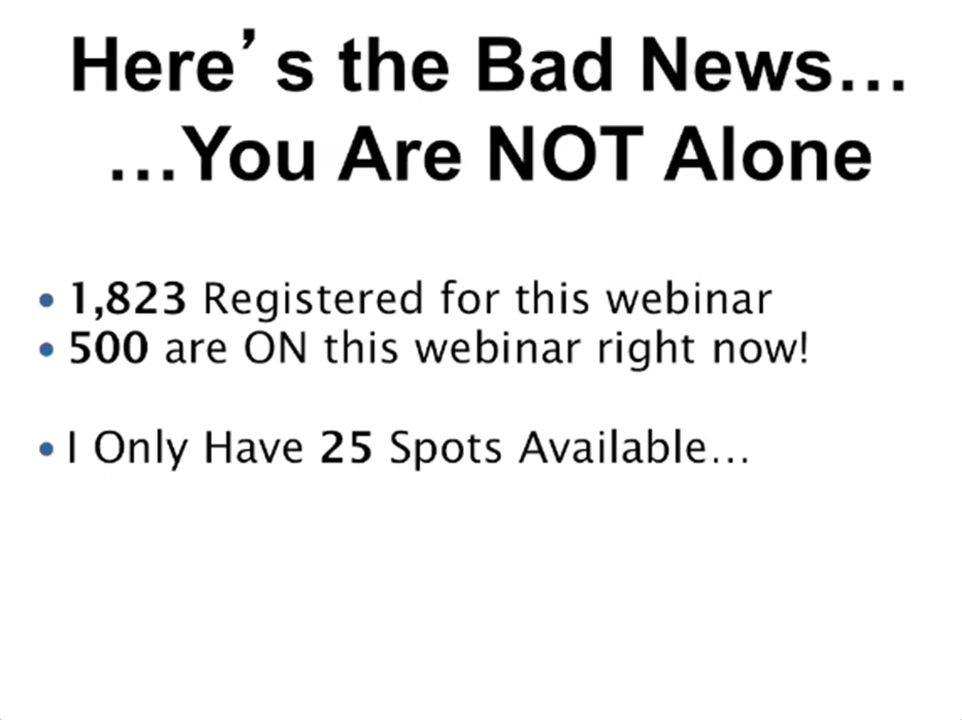 Here’s the Bad News…
…You Are NOT Alone
• 1,823 Registered for this webinar
• 500 are ON this webinar right now!
• I Only Have 25 Spots Available…